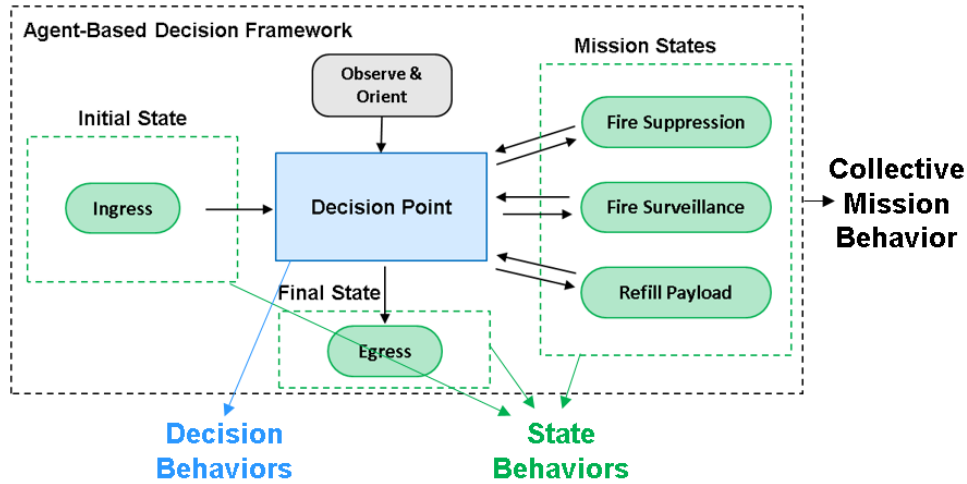 Agent-Based Decision Framework
Observe &
Orient
Mission States
Initial State
Fire Suppression
Ingress
Decision Point
Fire Surveillance
Collective
Mission
Behavior
Refill Payload
Final State
Egress
Decision
Behaviors
State
Behaviors